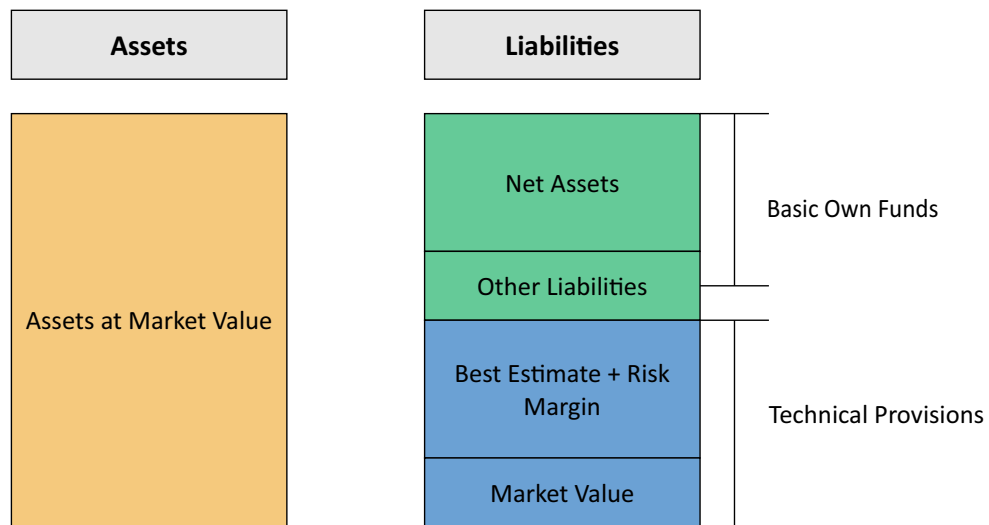 Assets
Liabilities
Net Assets
Basic Own Funds
Other Liabilities
Assets at Market Value
Best Estimate + Risk
Margin
Technical Provisions
Market Value